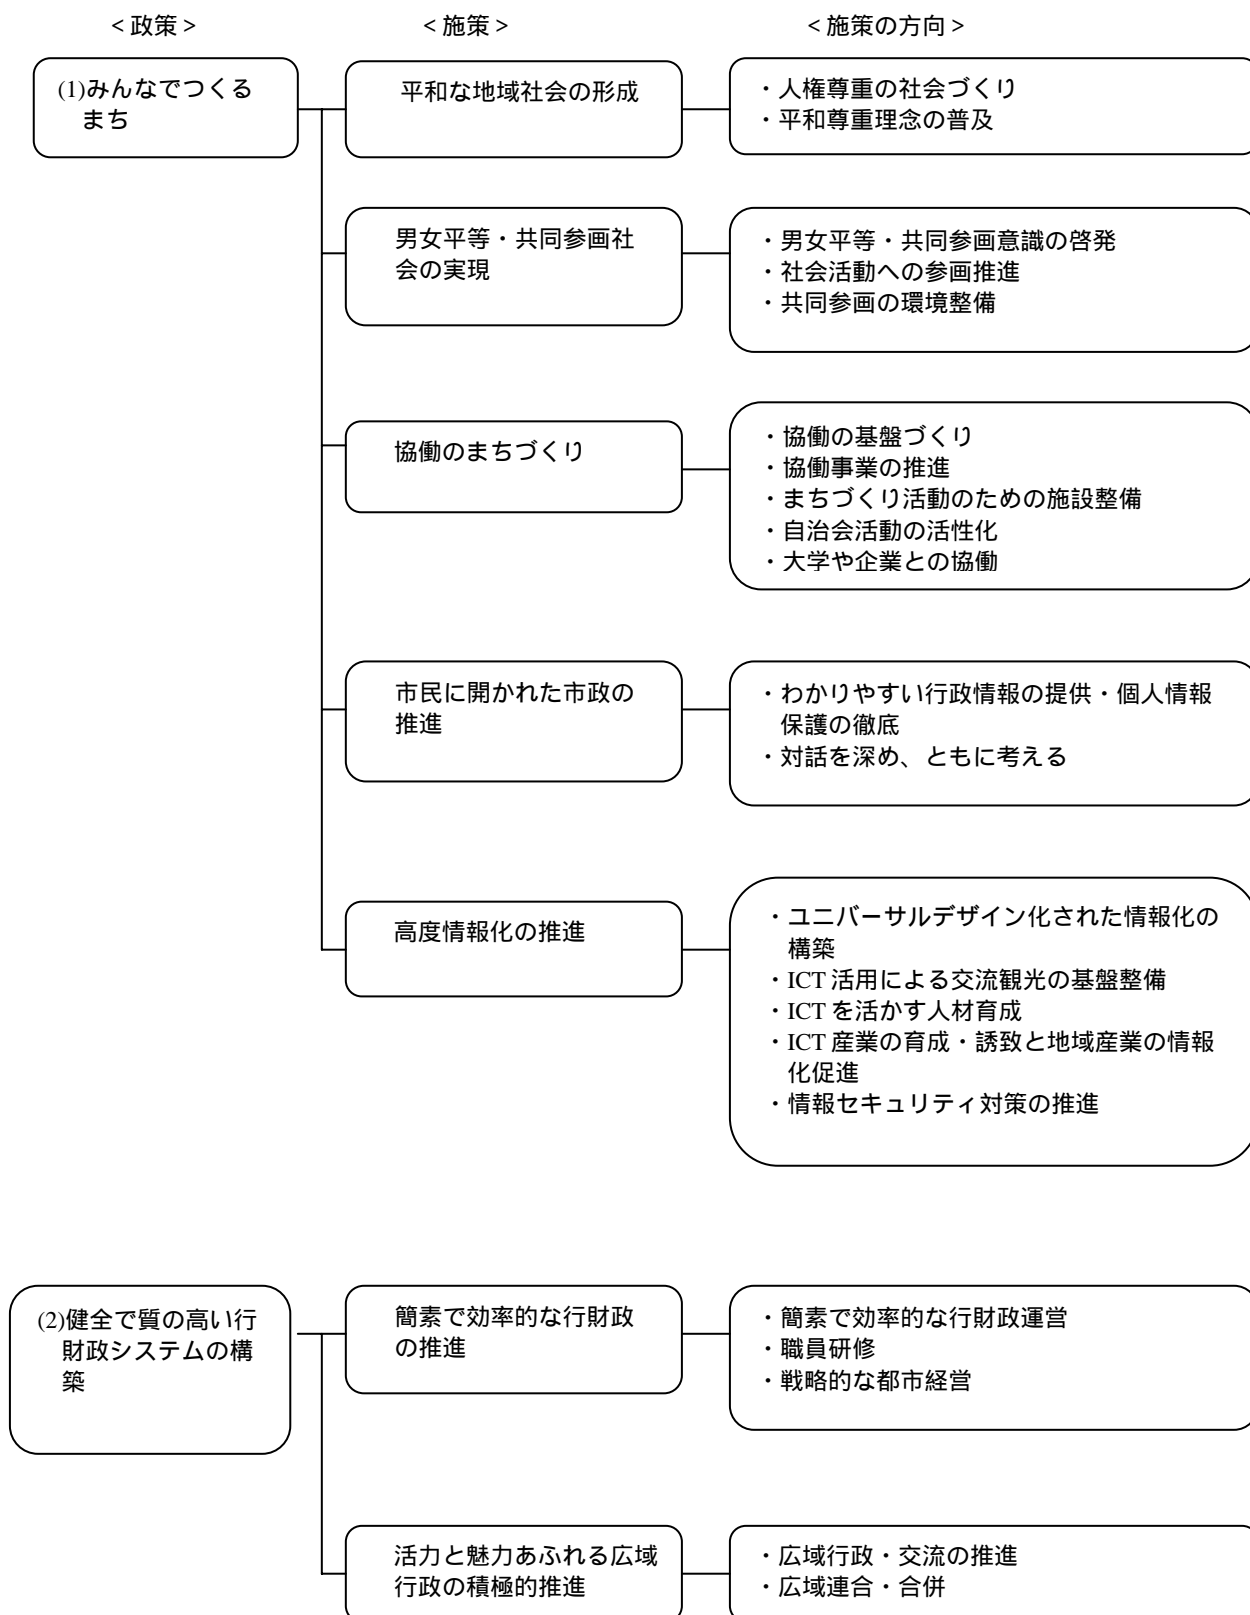 ＜政策＞
＜施策＞
＜施策の方向＞
(1)みんなでつくる
まち
平和な地域社会の形成
・人権尊重の社会づくり
・平和尊重理念の普及
男女平等・共同参画社
会の実現
・男女平等・共同参画意識の啓発
・社会活動への参画推進
・共同参画の環境整備
協働のまちづくり
・協働の基盤づくり
・協働事業の推進
・まちづくり活動のための施設整備
・自治会活動の活性化
・大学や企業との協働
市民に開かれた市政の
推進
・わかりやすい行政情報の提供・個人情報
保護の徹底
・対話を深め、ともに考える
高度情報化の推進
・ユニバーサルデザイン化された情報化の
構築
・ICT 活用による交流観光の基盤整備
・ICT を活かす人材育成
・ICT 産業の育成・誘致と地域産業の情報
化促進
・情報セキュリティ対策の推進
(2)健全で質の高い行
財政システムの構
築
簡素で効率的な行財政
の推進
・簡素で効率的な行財政運営
・職員研修
・戦略的な都市経営
活力と魅力あふれる広域
行政の積極的推進
・広域行政・交流の推進
・広域連合・合併